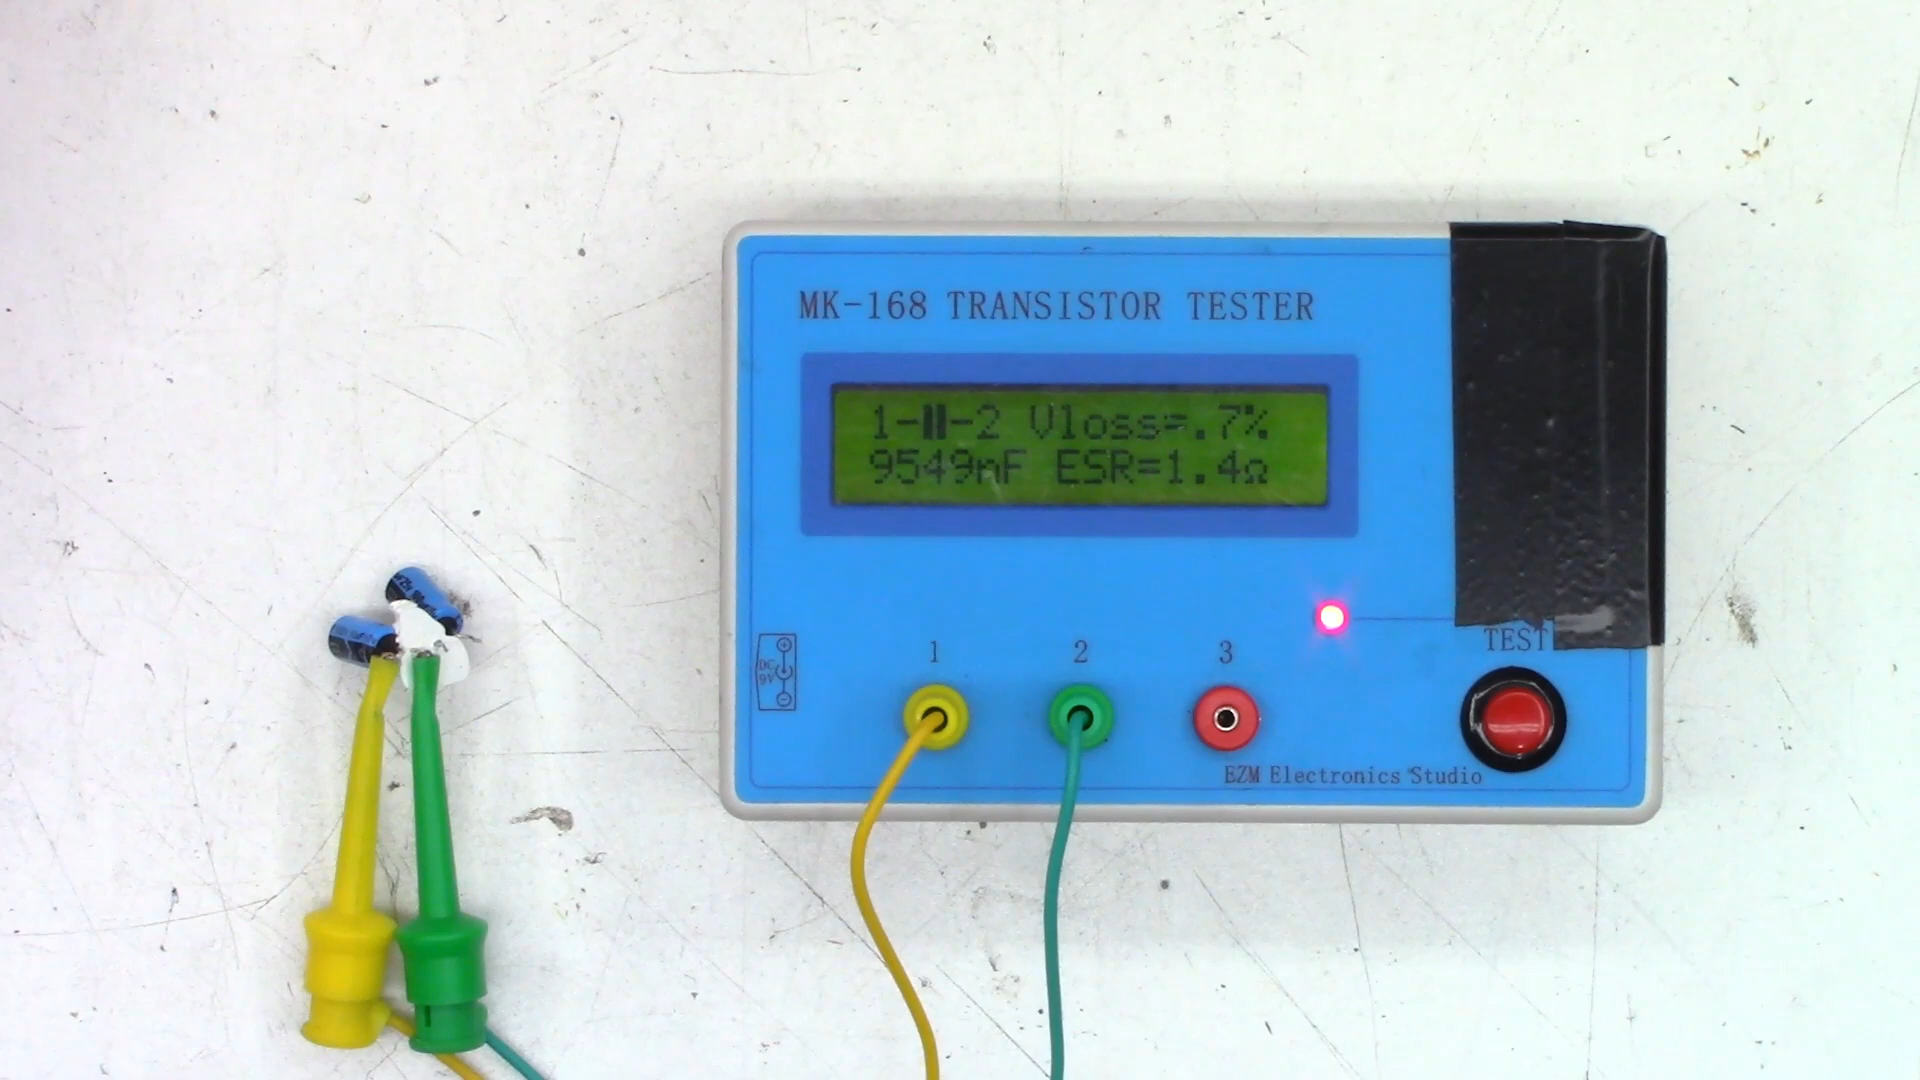 MK-168 TRANSISTOR TESTER
1-||-2 Vloss=.7%
9549nF ESR=1.4Ω
TEST
1 2 3
DC
9V
EZM Electronics Studio